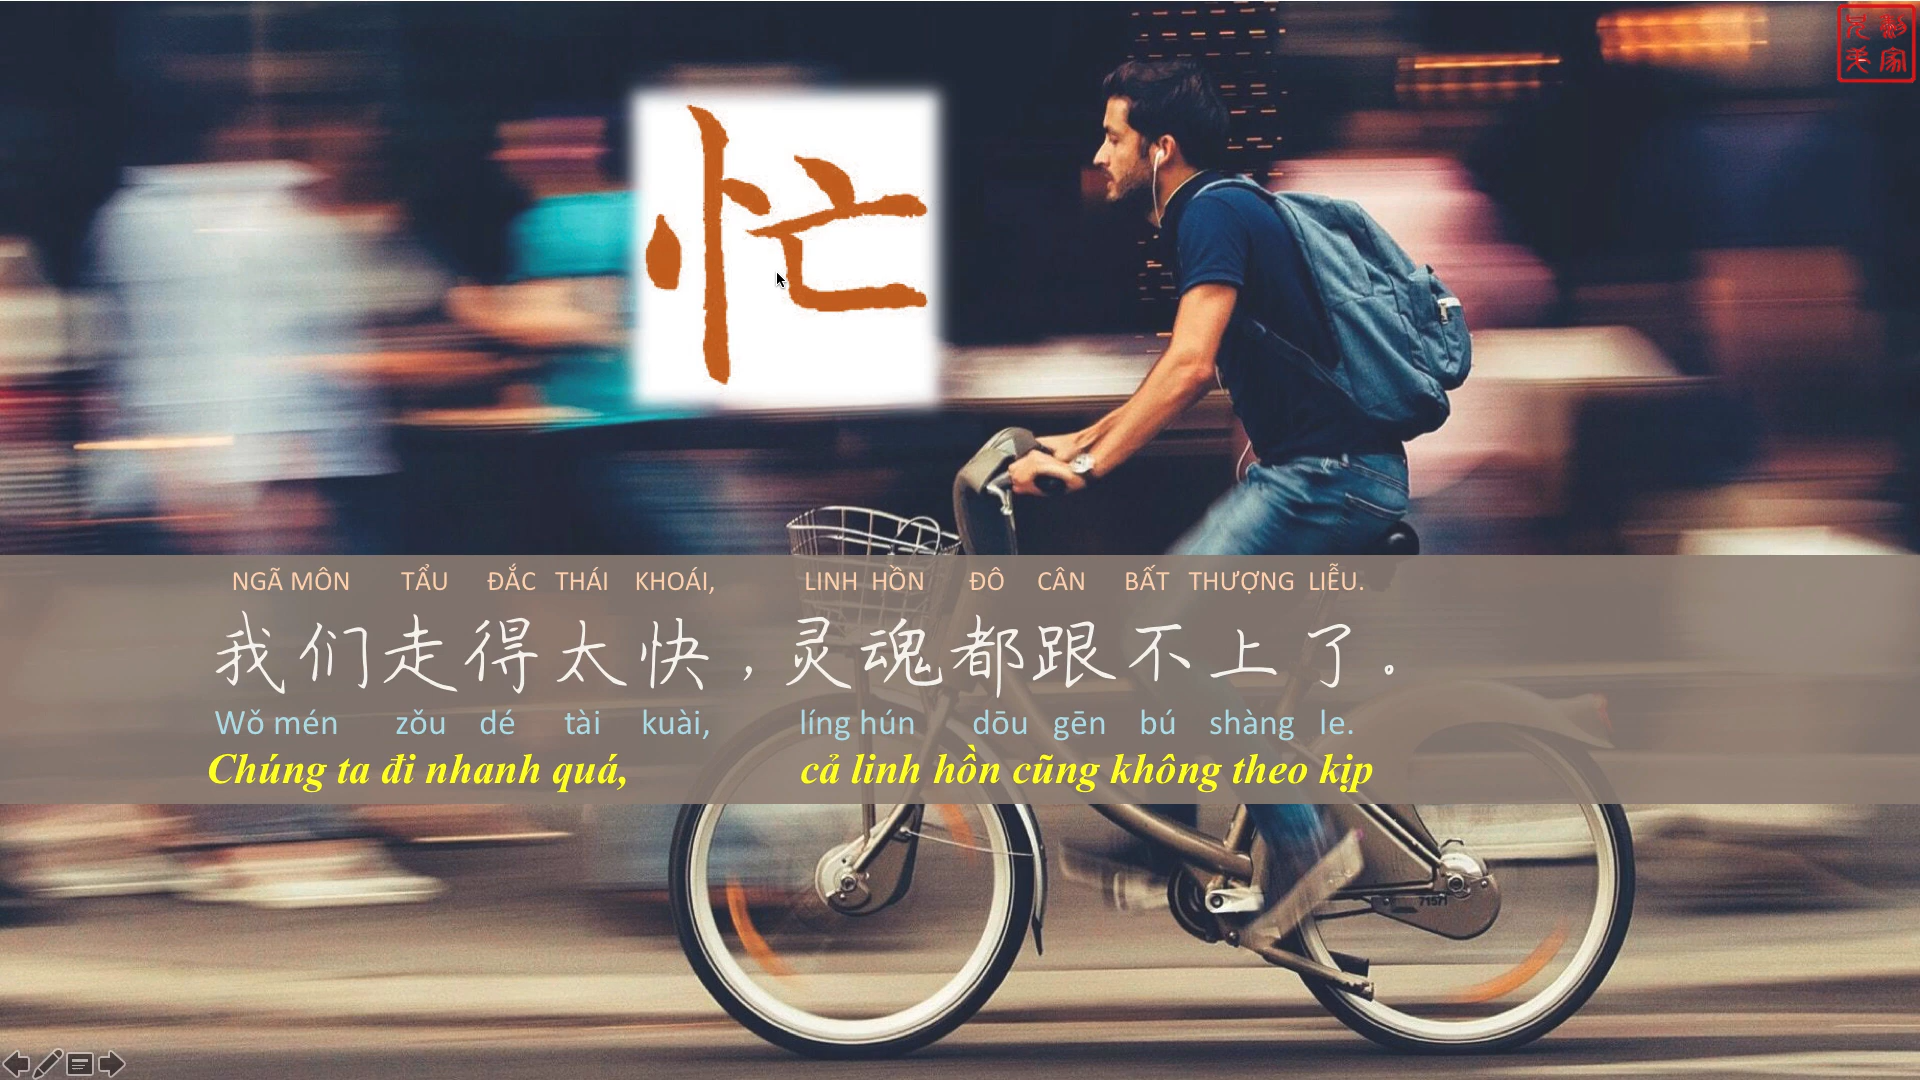 忙
NGÃ MÔN TẨU ĐẮC THÁI KHOÁI, LINH HỒN ĐÔ CÂN BẤT THƯỢNG LIỄU.
我们走得太快,灵魂都跟不上了。
Wǒ mén zǒu dé tài kuài, líng hún dōu gēn bú shàng le.
Chúng ta đi nhanh quá, cả linh hồn cũng không theo kịp
71571